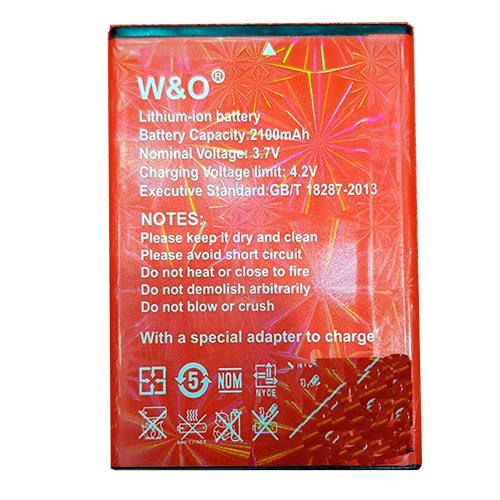 W&O®
Lithium-ion battery
Battery Capacity:2100mAh
Nominal Voltage: 3.7V
Charging Voltage limit: 4.2V
Executive Standard:GB/T 18287-2013
NOTES:
Please keep it dry and clean
Please avoid short circuit
Do not heat or close to fire
Do not demolish arbitrarily
Do not blow or crush
With a special adapter to charge
5 NOM NYCE NYCE